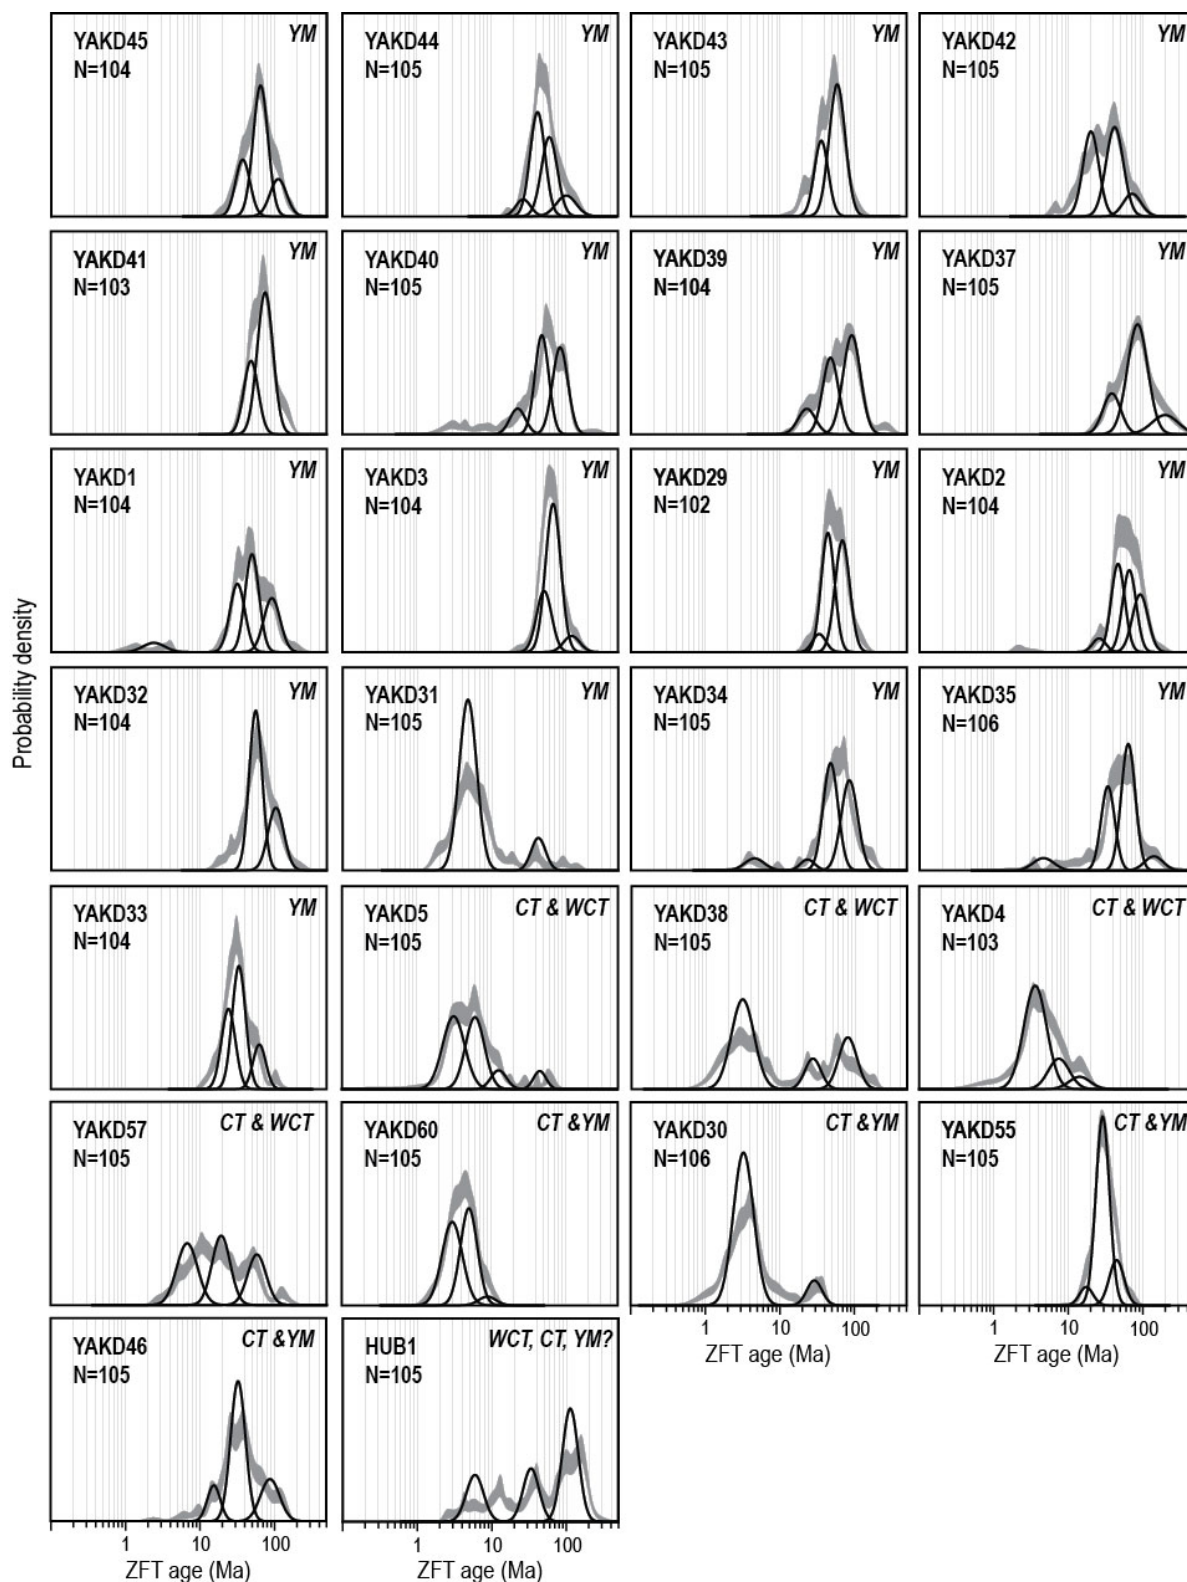 YAKD45
N=104
YM
YAKD44
N=105
YM
YAKD43
N=105
YM
YAKD42
N=105
YM
YAKD41
N=103
YM
YAKD40
N=105
YM
YAKD39
N=104
YM
YAKD37
N=105
YM
YAKD1
N=104
YM
YAKD3
N=104
YM
YAKD29
N=102
YM
YAKD2
N=104
YM
Probability density
YAKD32
N=104
YM
YAKD31
N=105
YM
YAKD34
N=105
YM
YAKD35
N=106
YM
YAKD33
N=104
YM
YAKD5
N=105
CT & WCT
YAKD38
N=105
CT & WCT
YAKD4
N=103
CT & WCT
YAKD57
N=105
CT & WCT
YAKD60
N=105
CT &YM
YAKD30
N=106
CT &YM
YAKD55
N=105
CT &YM
1 10 100
ZFT age (Ma)
1 10 100
ZFT age (Ma)
YAKD46
N=105
CT &YM
HUB1
N=105
WCT, CT, YM?
1 10 100
ZFT age (Ma)
1 10 100
ZFT age (Ma)